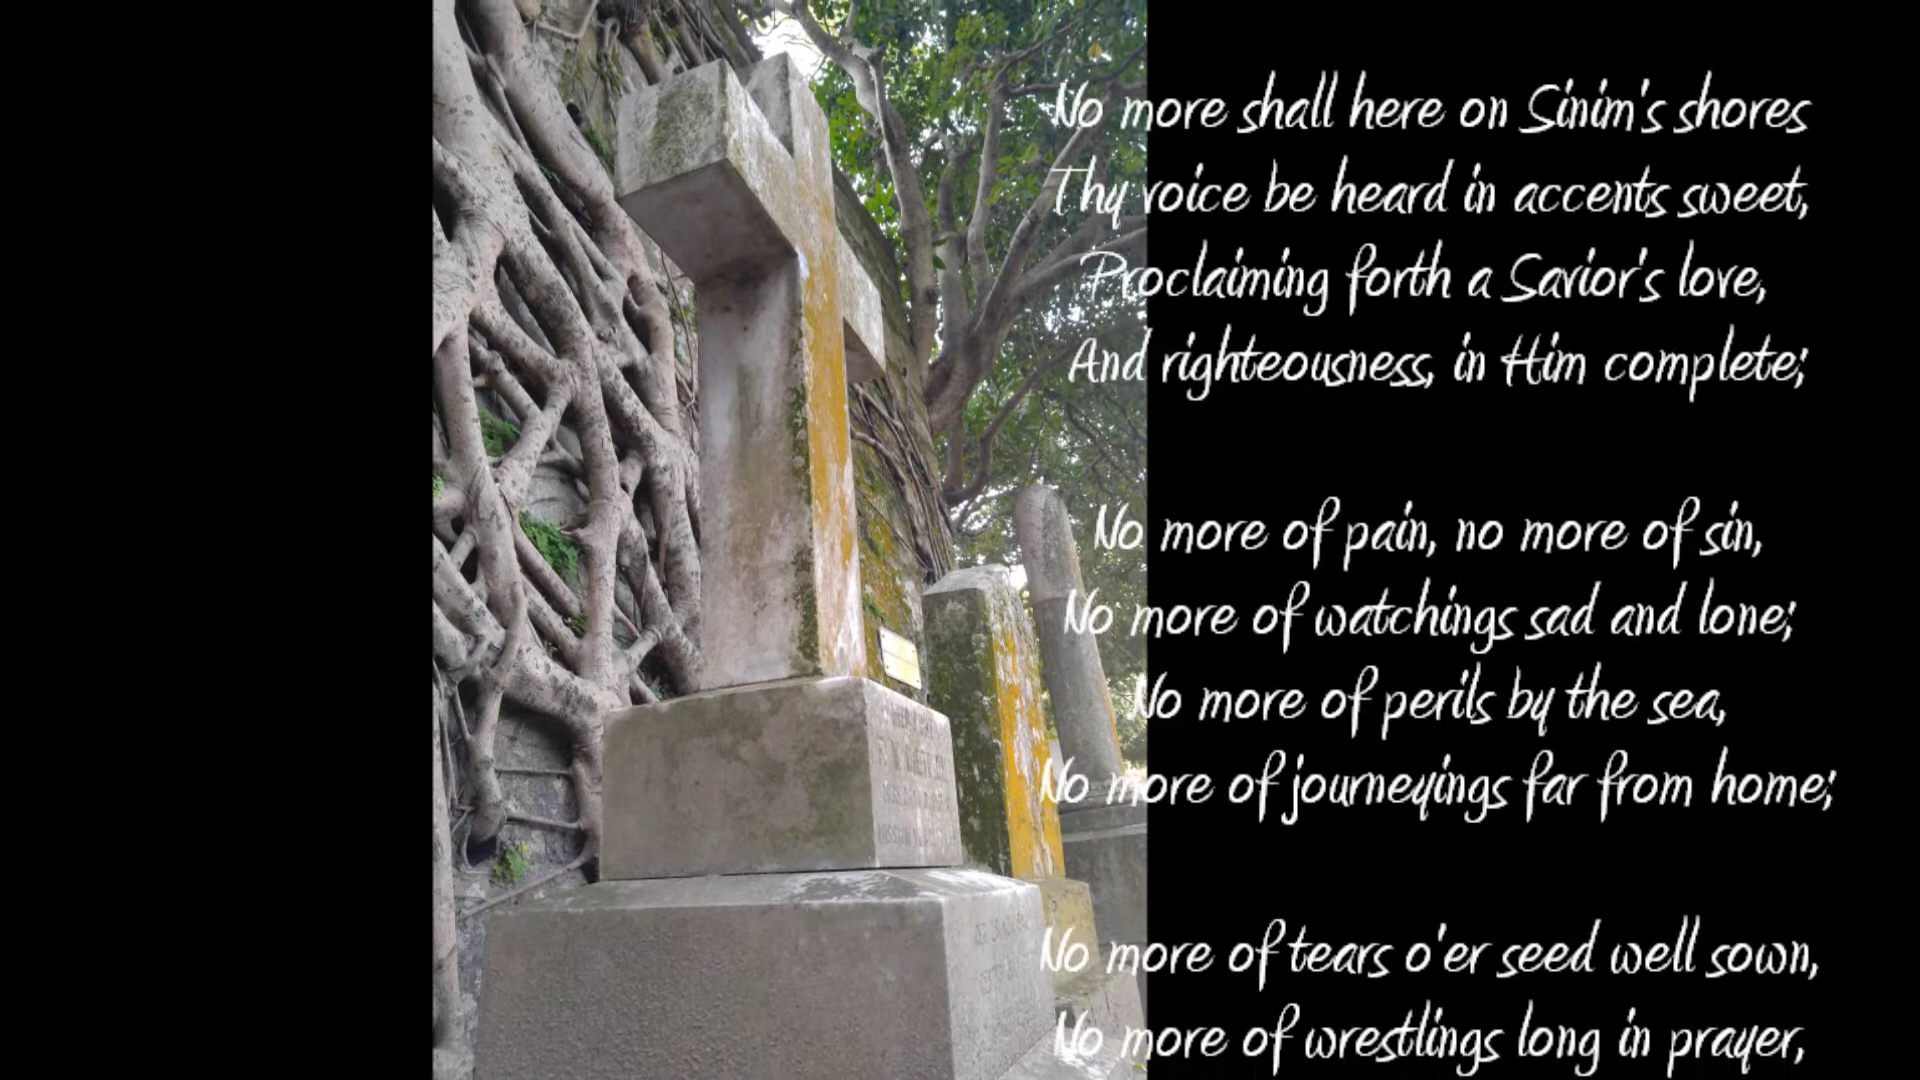 No more shall here on Sinim's shores
Thy voice be heard in accents sweet,
Proclaiming forth a Savior's love,
And righteousness, in Him complete;
No more of pain, no more of sin,
No more of watchings sad and lone;
No more of perils by the sea,
No more of journeyings far from home;
No more of tears o'er seed well sown,
No more of wrestlings long in prayer,